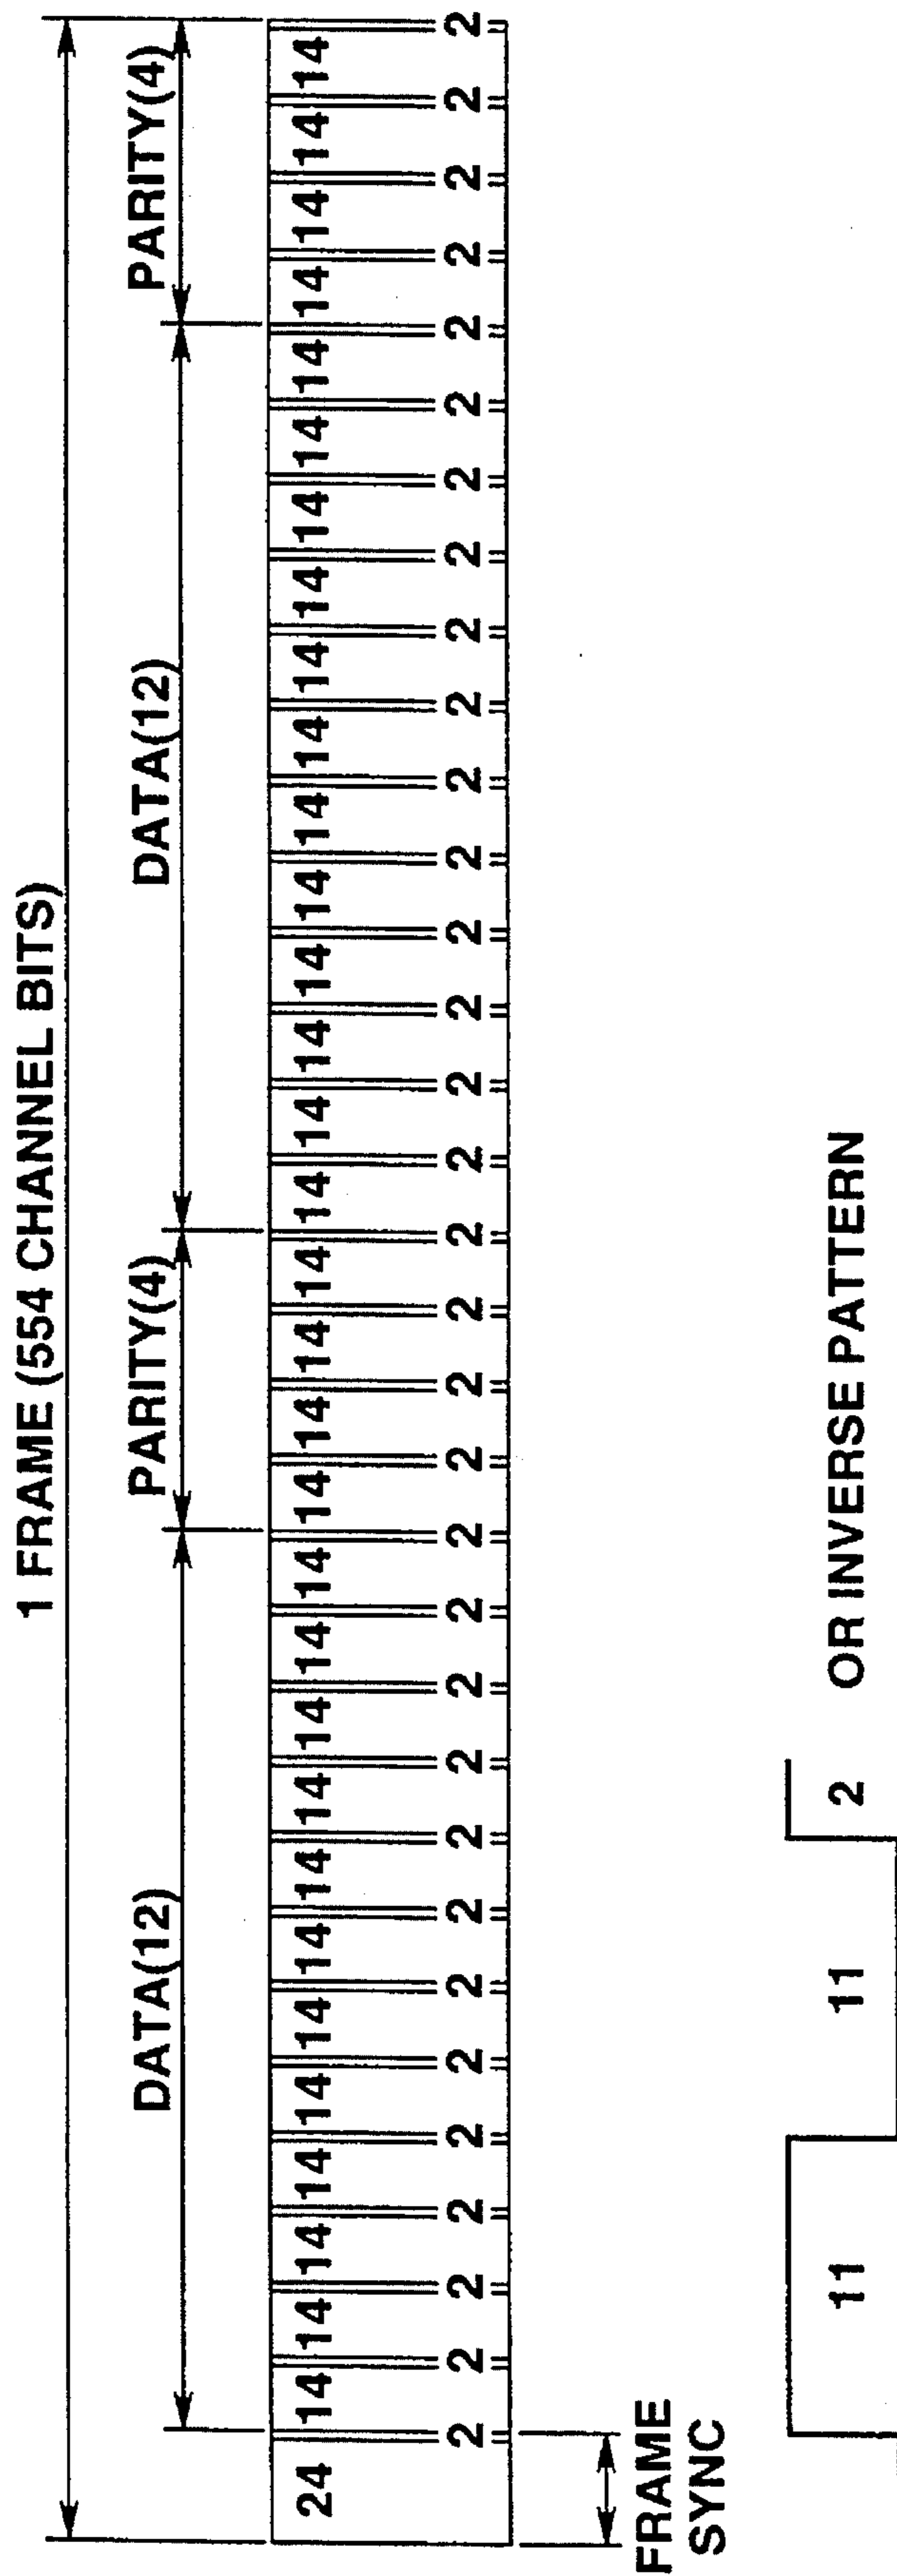 1 FRAME (554 CHANNEL BITS)
DATA(12) PARITY(4) DATA(12) PARITY(4)
24 14 14 14 14 14 14 14 14 14 14 14 14 14 14 14 14 14 14 14 14 14 14 14 14 14 14 14 14 14 14 14 14
2 2 2 2 2 2 2 2 2 2 2 2 2 2 2 2 2 2 2 2 2 2 2 2 2 2 2 2 2 2 2 2 2
FRAME
SYNC
11 11 2 OR INVERSE PATTERN